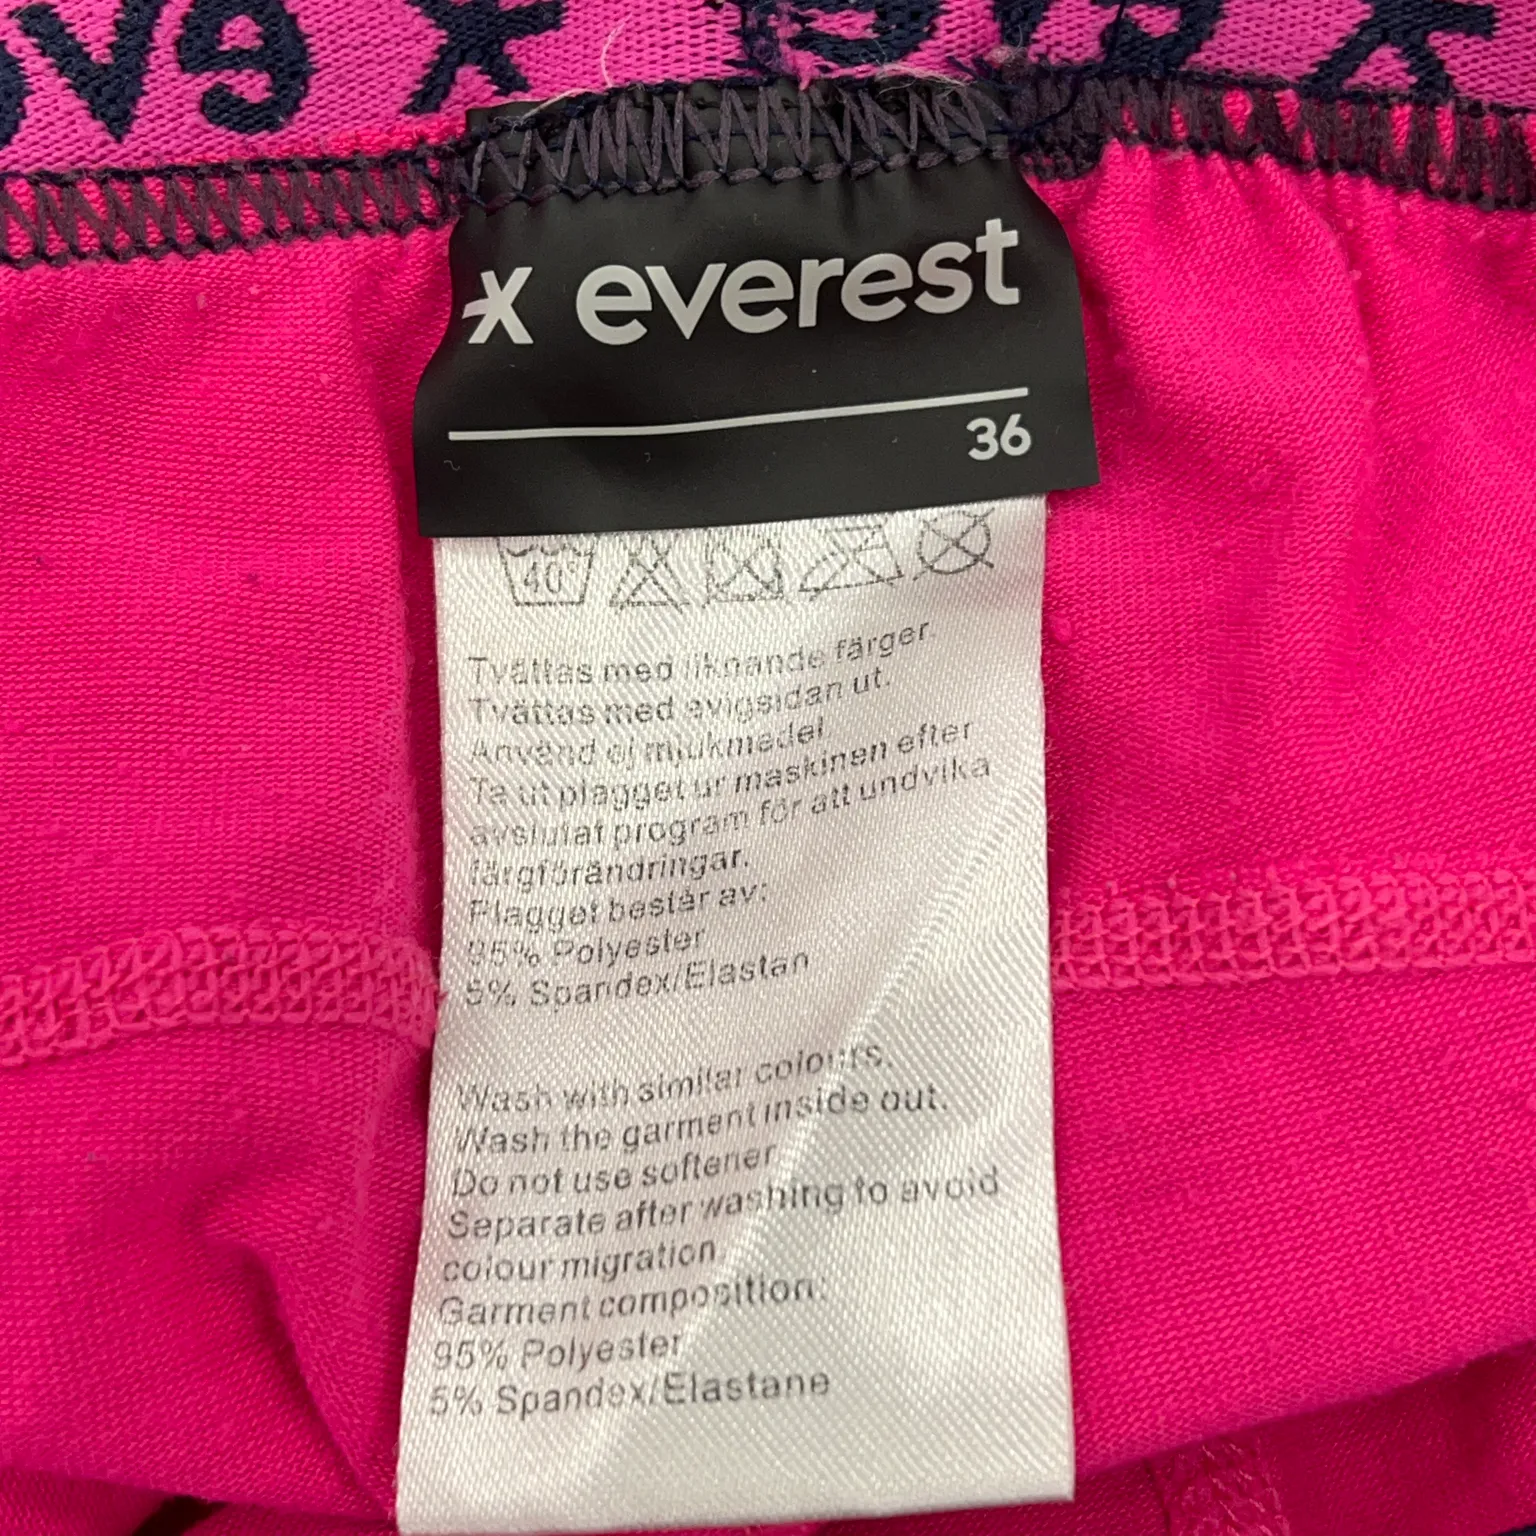 eve
everest
36
40°
Tvättas med liknande färger.
Tvättas med avigsidan ut.
Använd ej mjukmedel.
Ta ut plagget ur maskinen efter
avslutat program för att undvika
färgförändringar.
Plagget består av:
95% Polyester
5% Spandex/Elastan
Wash with similar colours.
Wash the garment inside out.
Do not use softener
Separate after washing to avoid
colour migration.
Garment composition:
95% Polyester
5% Spandex/Elastane